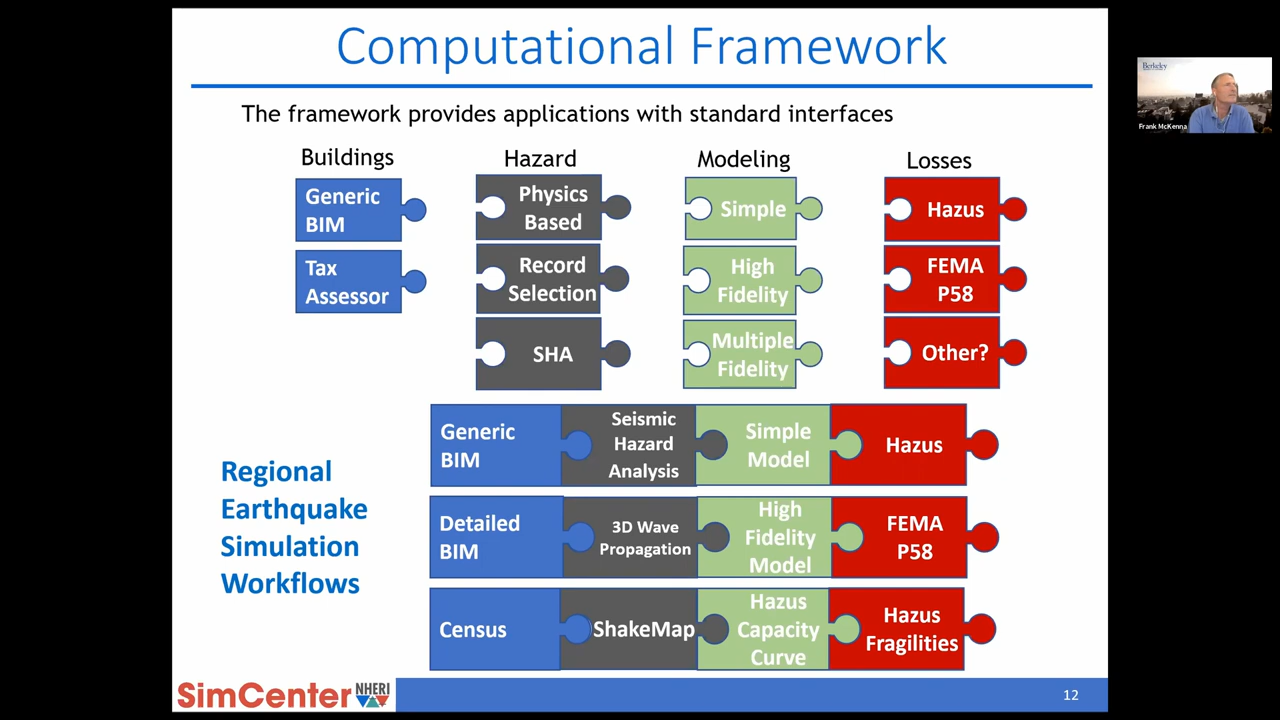 Computational Framework
The framework provides applications with standard interfaces
Buildings
Hazard
Modeling
Losses
Generic
BIM
Physics
Based
Simple
Hazus
Tax
Assessor
Record
Selection
High
Fidelity
FEMA
P58
SHA
Multiple
Fidelity
Other?
Regional
Earthquake
Simulation
Workflows
Generic
BIM
Seismic
Hazard
Analysis
Simple
Model
Hazus
Detailed
BIM
3D Wave
Propagation
High
Fidelity
Model
FEMA
P58
Census
ShakeMap
Hazus
Capacity
Curve
Hazus
Fragilities
SimCenter
NHERI
12
Berkeley
Frank McKenna